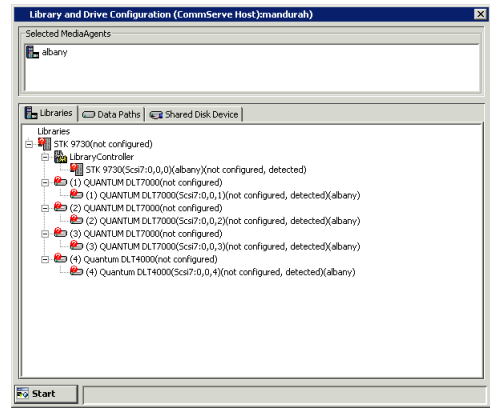 Library and Drive Configuration (CommServe Host):mandurah)
Selected MediaAgents
albany
Libraries Data Paths Shared Disk Device
Libraries
STK 9730(not configured)
LibraryController
STK 9730(Scsi7:0,0,0)(albany)(not configured, detected)
(1) QUANTUM DLT7000(not configured)
(1) QUANTUM DLT7000(Scsi7:0,0,1)(not configured, detected)(albany)
(2) QUANTUM DLT7000(not configured)
(2) QUANTUM DLT7000(Scsi7:0,0,2)(not configured, detected)(albany)
(3) QUANTUM DLT7000(not configured)
(3) QUANTUM DLT7000(Scsi7:0,0,3)(not configured, detected)(albany)
(4) Quantum DLT4000(not configured)
(4) Quantum DLT4000(Scsi7:0,0,4)(not configured, detected)(albany)
Start